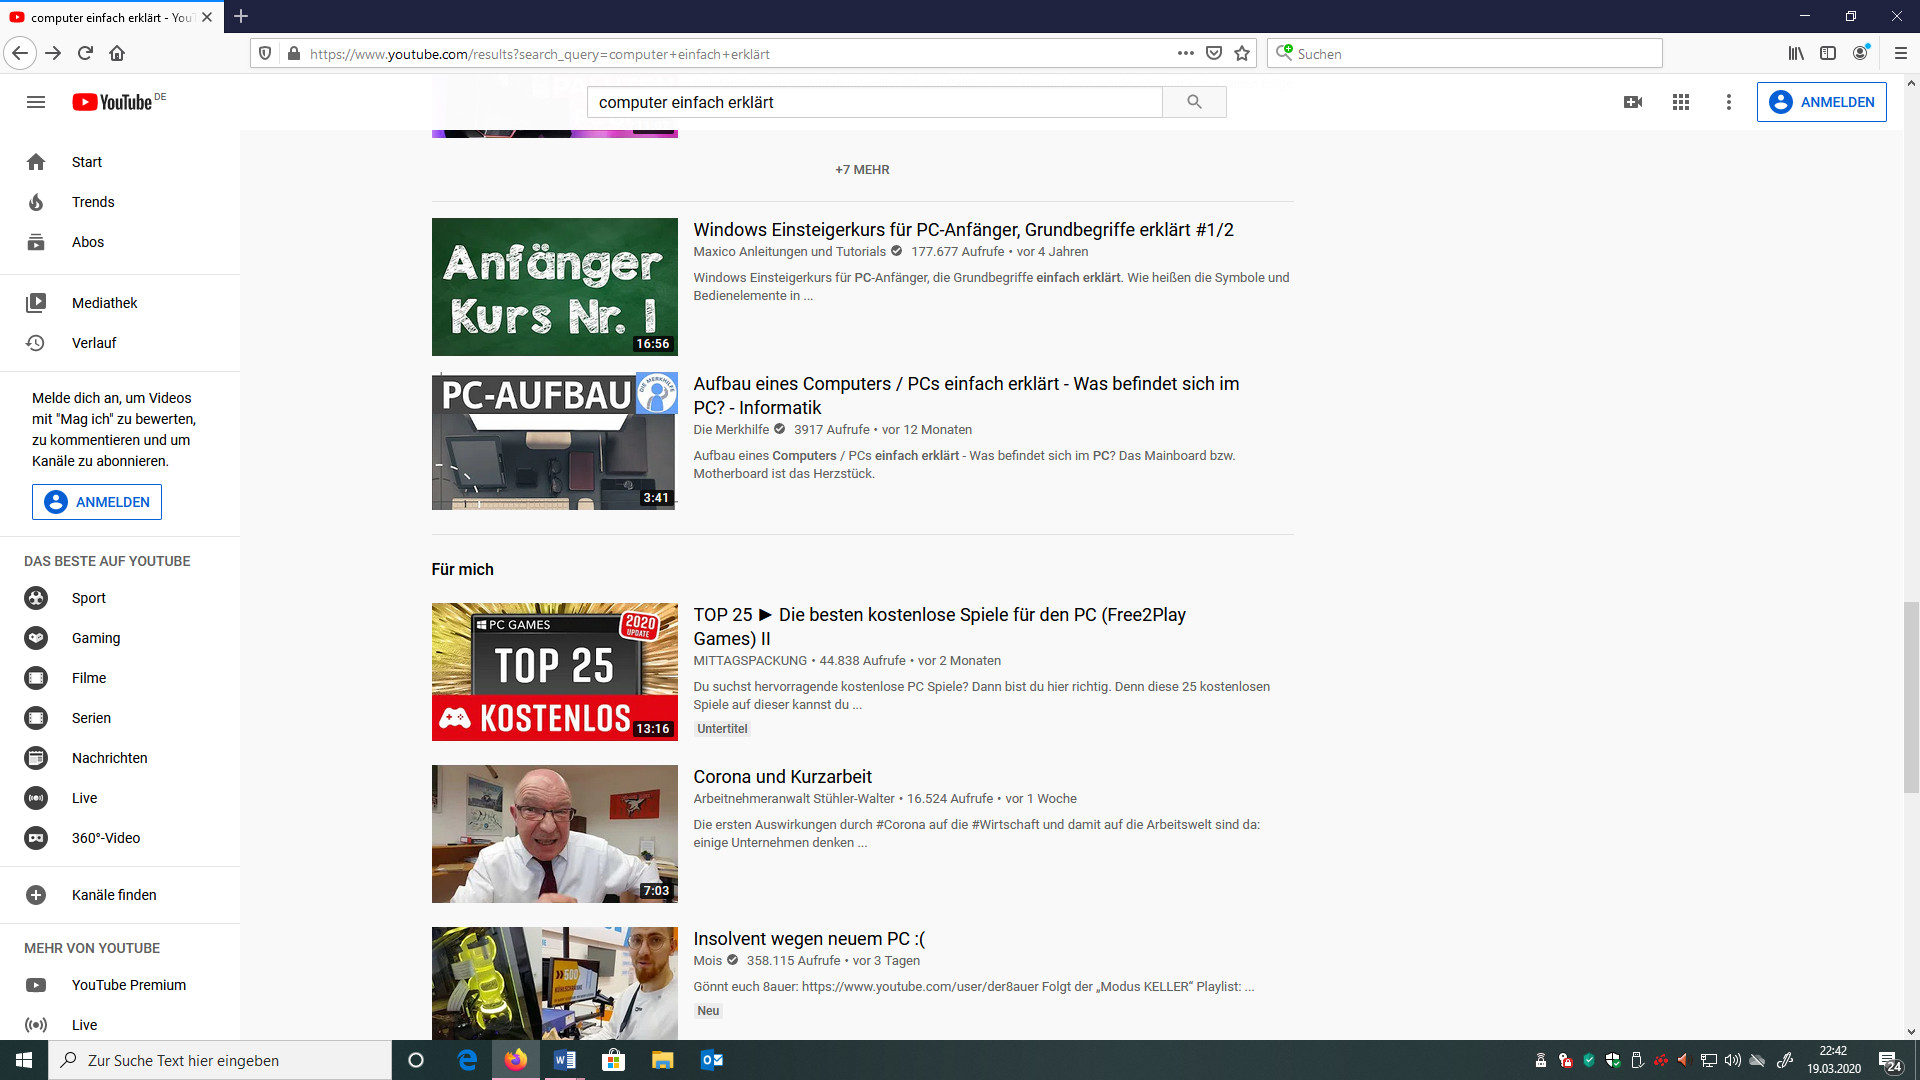 computer einfach erklärt - YouT
https://www.youtube.com/results?search_query=computer+einfach+erklärt
Suchen
YouTube DE
computer einfach erklärt
ANMELDEN
Start
Trends
Abos
Mediathek
Verlauf
Melde dich an, um Videos
mit "Mag ich" zu bewerten,
zu kommentieren und um
Kanäle zu abonnieren.
ANMELDEN
DAS BESTE AUF YOUTUBE
Sport
Gaming
Filme
Serien
Nachrichten
Live
360°-Video
Kanäle finden
MEHR VON YOUTUBE
YouTube Premium
Live
+7 MEHR
Anfänger
Kurs Nr. 1
16:56
Windows Einsteigerkurs für PC-Anfänger, Grundbegriffe erklärt #1/2
Maxico Anleitungen und Tutorials 177.677 Aufrufe • vor 4 Jahren
Windows Einsteigerkurs für PC-Anfänger, die Grundbegriffe einfach erklärt. Wie heißen die Symbole und
Bedienelemente in ...
PC-AUFBAU
DIE MERKHILFE
3:41
Aufbau eines Computers / PCs einfach erklärt - Was befindet sich im
PC? - Informatik
Die Merkhilfe 3917 Aufrufe • vor 12 Monaten
Aufbau eines Computers / PCs einfach erklärt - Was befindet sich im PC? Das Mainboard bzw.
Motherboard ist das Herzstück.
Für mich
PC GAMES
2020
UPDATE
TOP 25
KOSTENLOS
13:16
TOP 25 ► Die besten kostenlose Spiele für den PC (Free2Play
Games) II
MITTAGSPACKUNG • 44.838 Aufrufe • vor 2 Monaten
Du suchst hervorragende kostenlose PC Spiele? Dann bist du hier richtig. Denn diese 25 kostenlosen
Spiele auf dieser kannst du ...
Untertitel
7:03
Corona und Kurzarbeit
Arbeitnehmeranwalt Stühler-Walter • 16.524 Aufrufe • vor 1 Woche
Die ersten Auswirkungen durch #Corona auf die #Wirtschaft und damit auf die Arbeitswelt sind da:
einige Unternehmen denken ...
500
Insolvent wegen neuem PC :(
Mois 358.115 Aufrufe • vor 3 Tagen
Gönnt euch 8auer: https://www.youtube.com/user/der8auer Folgt der „Modus KELLER“ Playlist: ...
Neu
Zur Suche Text hier eingeben
22:42
19.03.2020
24